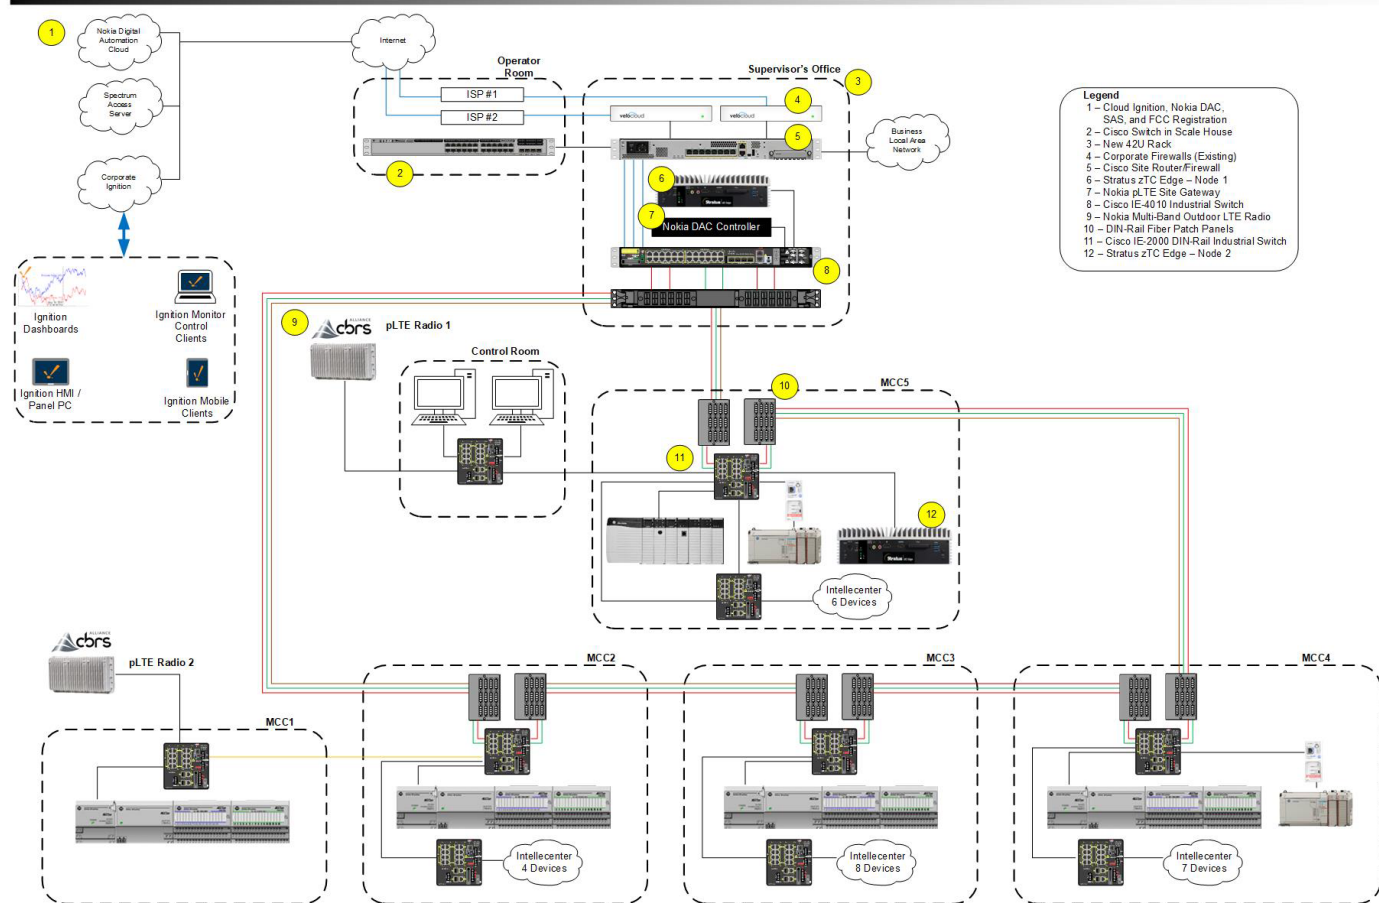 1
Nokia Digital
Automation
Cloud
Spectrum
Access
Server
Corporate
Ignition
Internet
Operator
Room
ISP #1
ISP #2
2
Supervisor's Office
3
velocloud
velocloud
4
5
Business
Local Area
Network
6
Stratus
7
Nokia DAC Controller
8
Legend
1 – Cloud Ignition, Nokia DAC,
SAS, and FCC Registration
2 – Cisco Switch in Scale House
3 – New 42U Rack
4 – Corporate Firewalls (Existing)
5 – Cisco Site Router/Firewall
6 – Stratus zTC Edge – Node 1
7 – Nokia pLTE Site Gateway
8 – Cisco IE-4010 Industrial Switch
9 – Nokia Multi-Band Outdoor LTE Radio
10 – DIN-Rail Fiber Patch Panels
11 – Cisco IE-2000 DIN-Rail Industrial Switch
12 – Stratus zTC Edge – Node 2
Ignition
Dashboards
Ignition Monitor
Control
Clients
Ignition HMI /
Panel PC
Ignition Mobile
Clients
9
ALLIANCE
cbrs
pLTE Radio 1
Control Room
MCC5
10
11
12
Stratus
Intellecenter
6 Devices
ALLIANCE
cbrs
pLTE Radio 2
MCC1
MCC2
Intellecenter
4 Devices
MCC3
Intellecenter
8 Devices
MCC4
Intellecenter
7 Devices